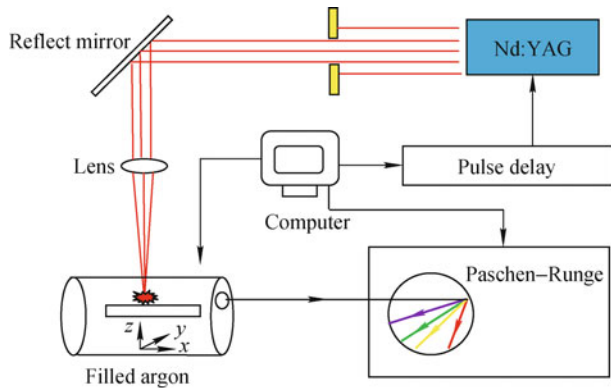 Reflect mirror
Nd:YAG
Lens
Pulse delay
Computer
Paschen–Runge
z
y
x
Filled argon